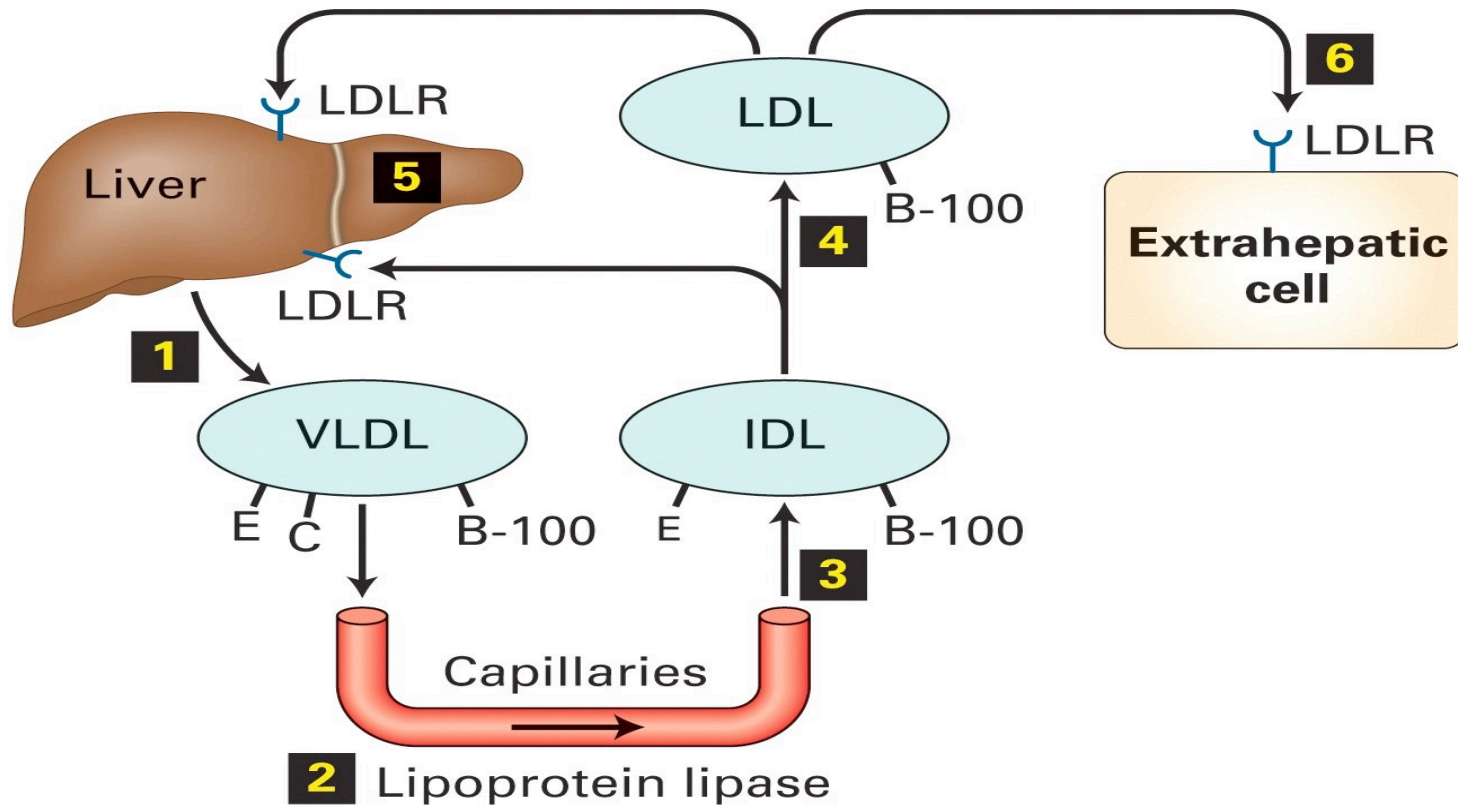 6
LDLR
LDL
LDLR
Liver
5
B-100
4
Extrahepatic
cell
LDLR
1
VLDL
IDL
E
C
B-100
E
B-100
3
Capillaries
2
Lipoprotein lipase